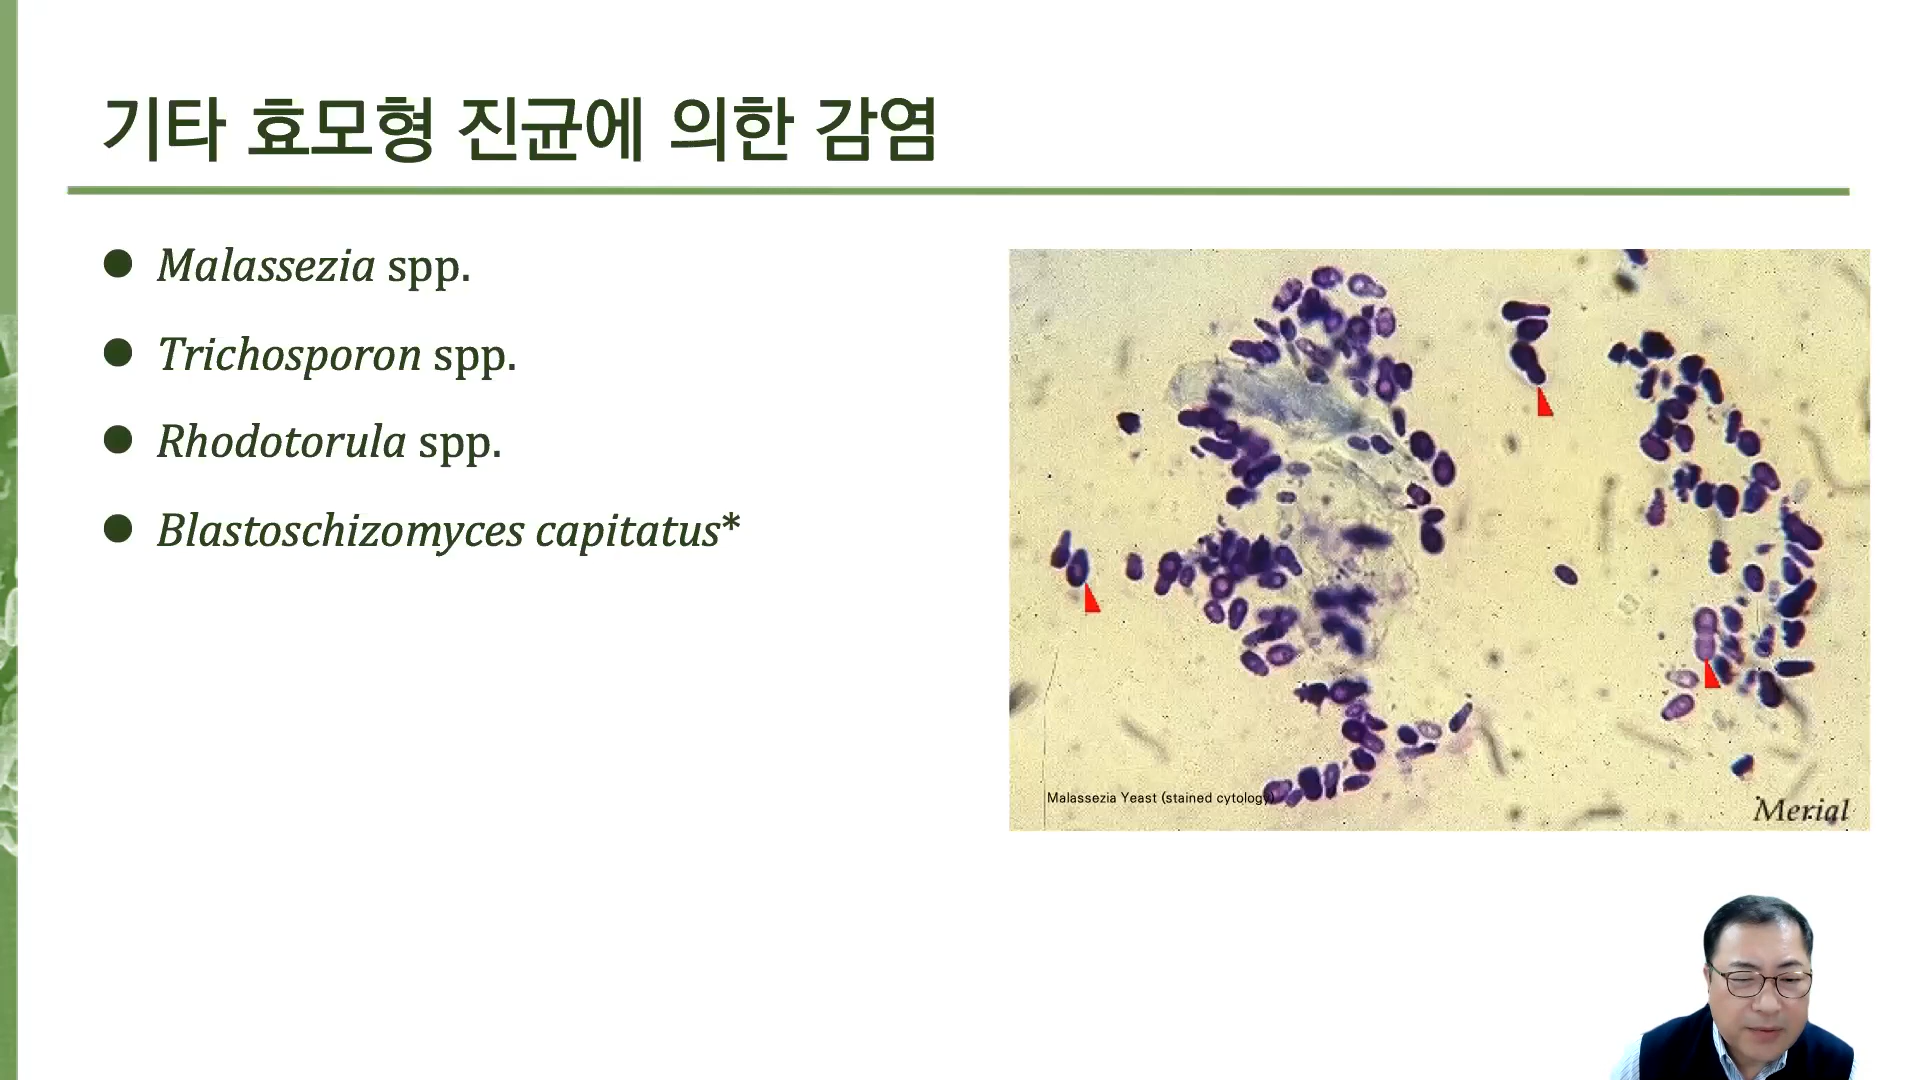 기타 효모형 진균에 의한 감염
● Malassezia spp.
● Trichosporon spp.
● Rhodotorula spp.
● Blastoschizomyces capitatus*
Malassezia Yeast (stained cytology)
Merial